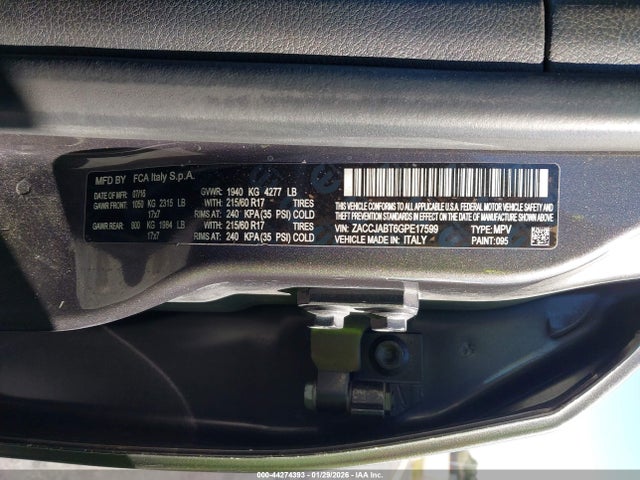 MFD BY FCA Italy S.p.A.
DATE OF MFR 07/16 GVWR: 1940 KG 4277 LB
GAWR FRONT: 1050 KG 2315 LB WITH 215/60 R17 TIRES
17x7 RIMS AT 240 KPA(35 PSI) COLD
GAWR REAR: 900 KG 1984 LB WITH 215/60 R17 TIRES
17x7 RIMS AT 240 KPA(35 PSI) COLD
THIS VEHICLE CONFORMS TO ALL APPLICABLE U.S.A. FEDERAL MOTOR VEHICLE SAFETY AND THEFT PREVENTION STANDARDS IN EFFECT ON THE DATE OF MANUFACTURE SHOWN ABOVE
VIN: ZACCJABT6GPE17599 TYPE: MPV
VEHICLE MADE IN: ITALY PAINT: 095
000-44274393 01/29/2026 - IAA Inc.